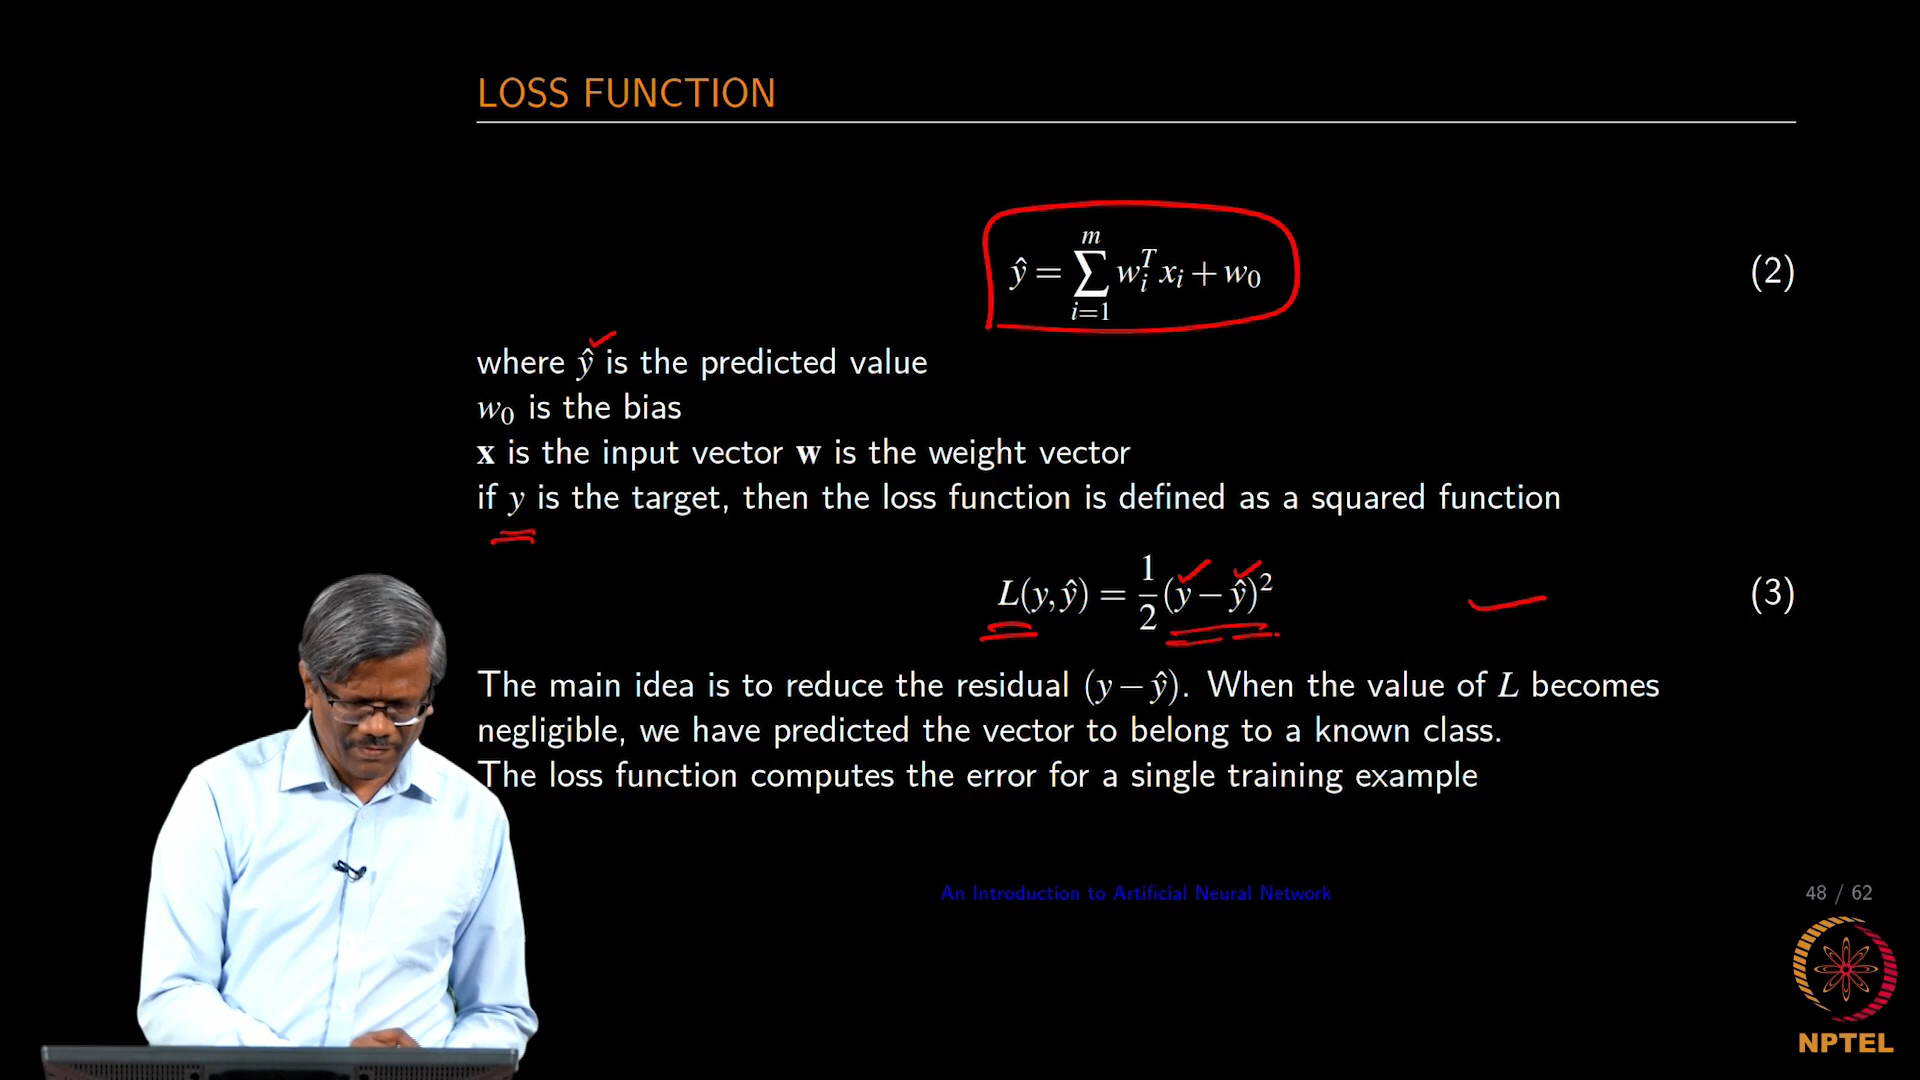 LOSS FUNCTION
ŷ = ∑_{i=1}^{m} w_i^T x_i + w_0 (2)
where ŷ is the predicted value
w_0 is the bias
x is the input vector w is the weight vector
if y is the target, then the loss function is defined as a squared function
L(y, ŷ) = 1/2 (y − ŷ)^2 (3)
The main idea is to reduce the residual (y − ŷ). When the value of L becomes
negligible, we have predicted the vector to belong to a known class.
The loss function computes the error for a single training example
An Introduction to Artificial Neural Network
48 / 62
NPTEL